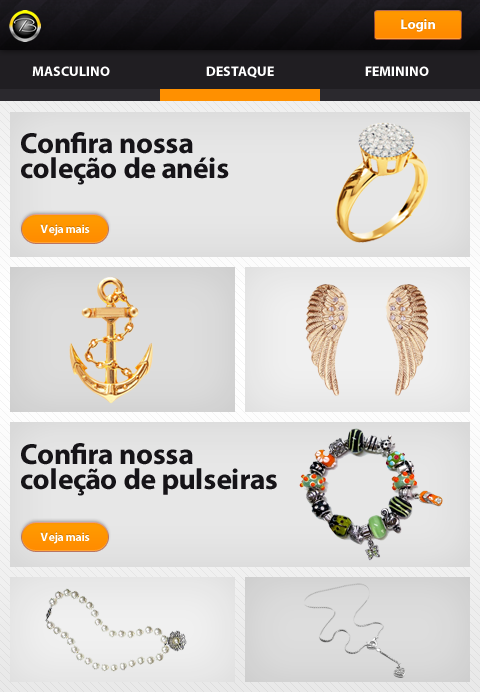 B
Login
MASCULINO
DESTAQUE
FEMININO
Confira nossa
coleção de anéis
Veja mais
Confira nossa
coleção de pulseiras
Veja mais